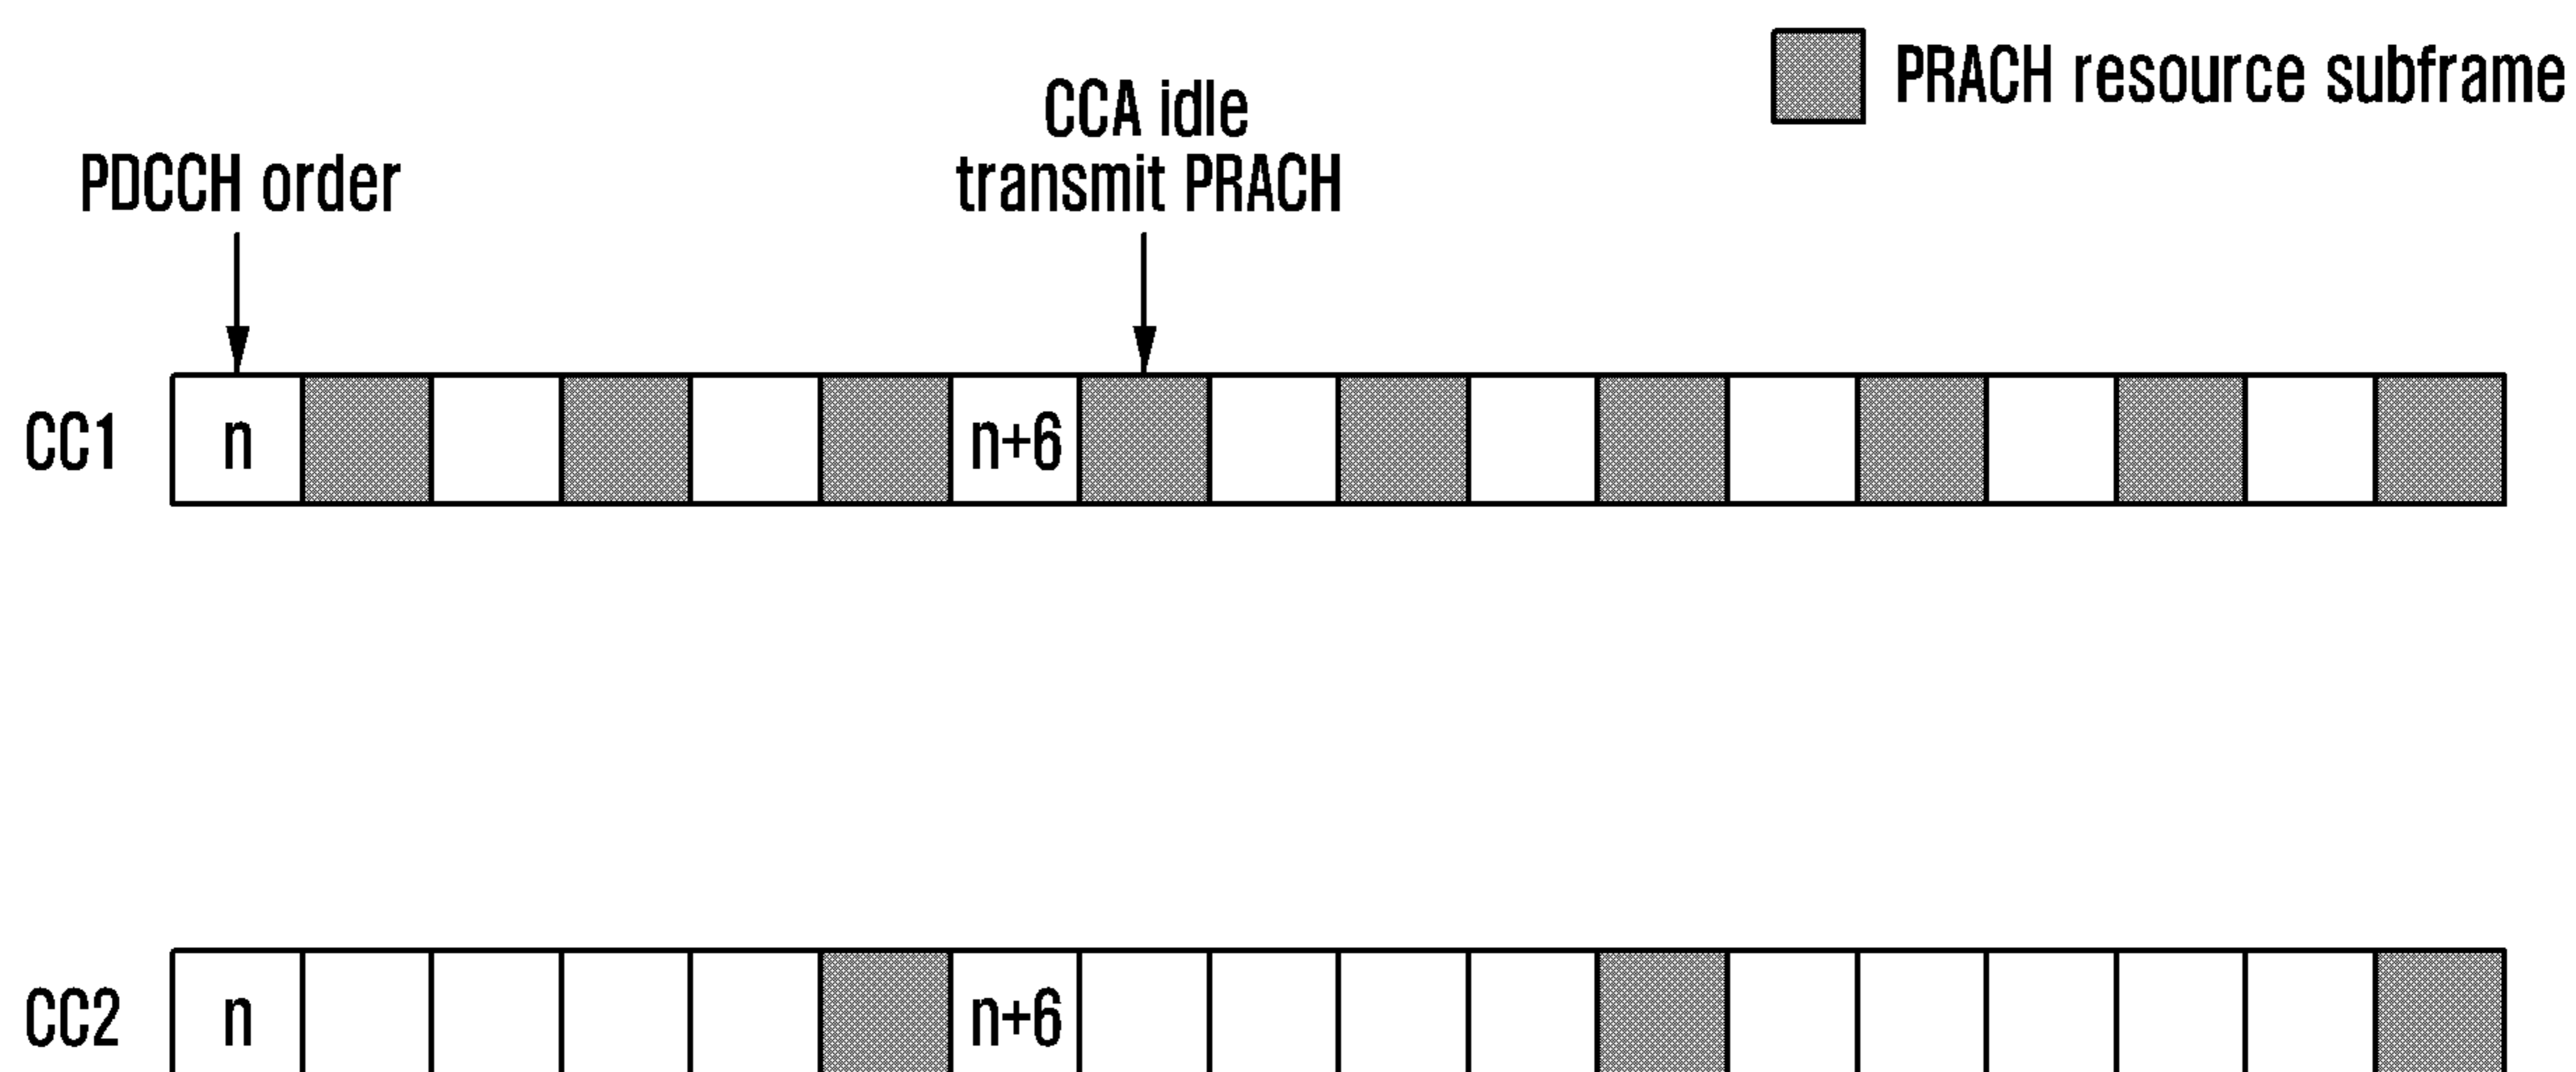 PRACH resource subframe
CCA idle
transmit PRACH
PDCCH order
CC1 n n+6
CC2 n n+6